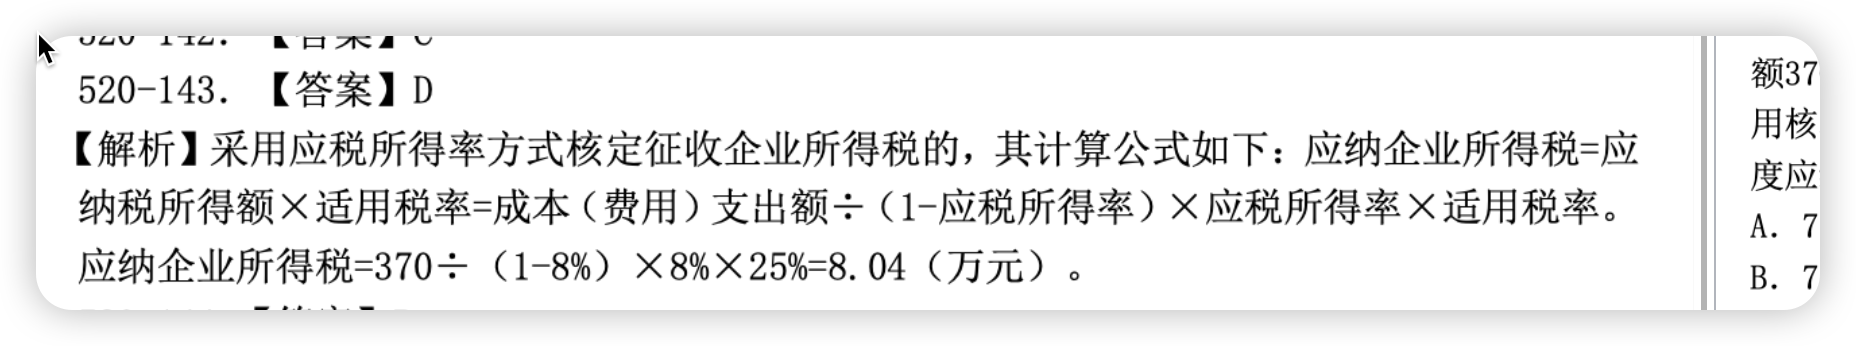 520-142. 【答案】C
520-143. 【答案】D
【解析】采用应税所得率方式核定征收企业所得税的，其计算公式如下：应纳企业所得税=应
纳税所得额×适用税率=成本（费用）支出额÷（1-应税所得率）×应税所得率×适用税率。
应纳企业所得税=370÷（1-8%）×8%×25%=8.04（万元）。
额37
用核
度应
A. 7
B. 7